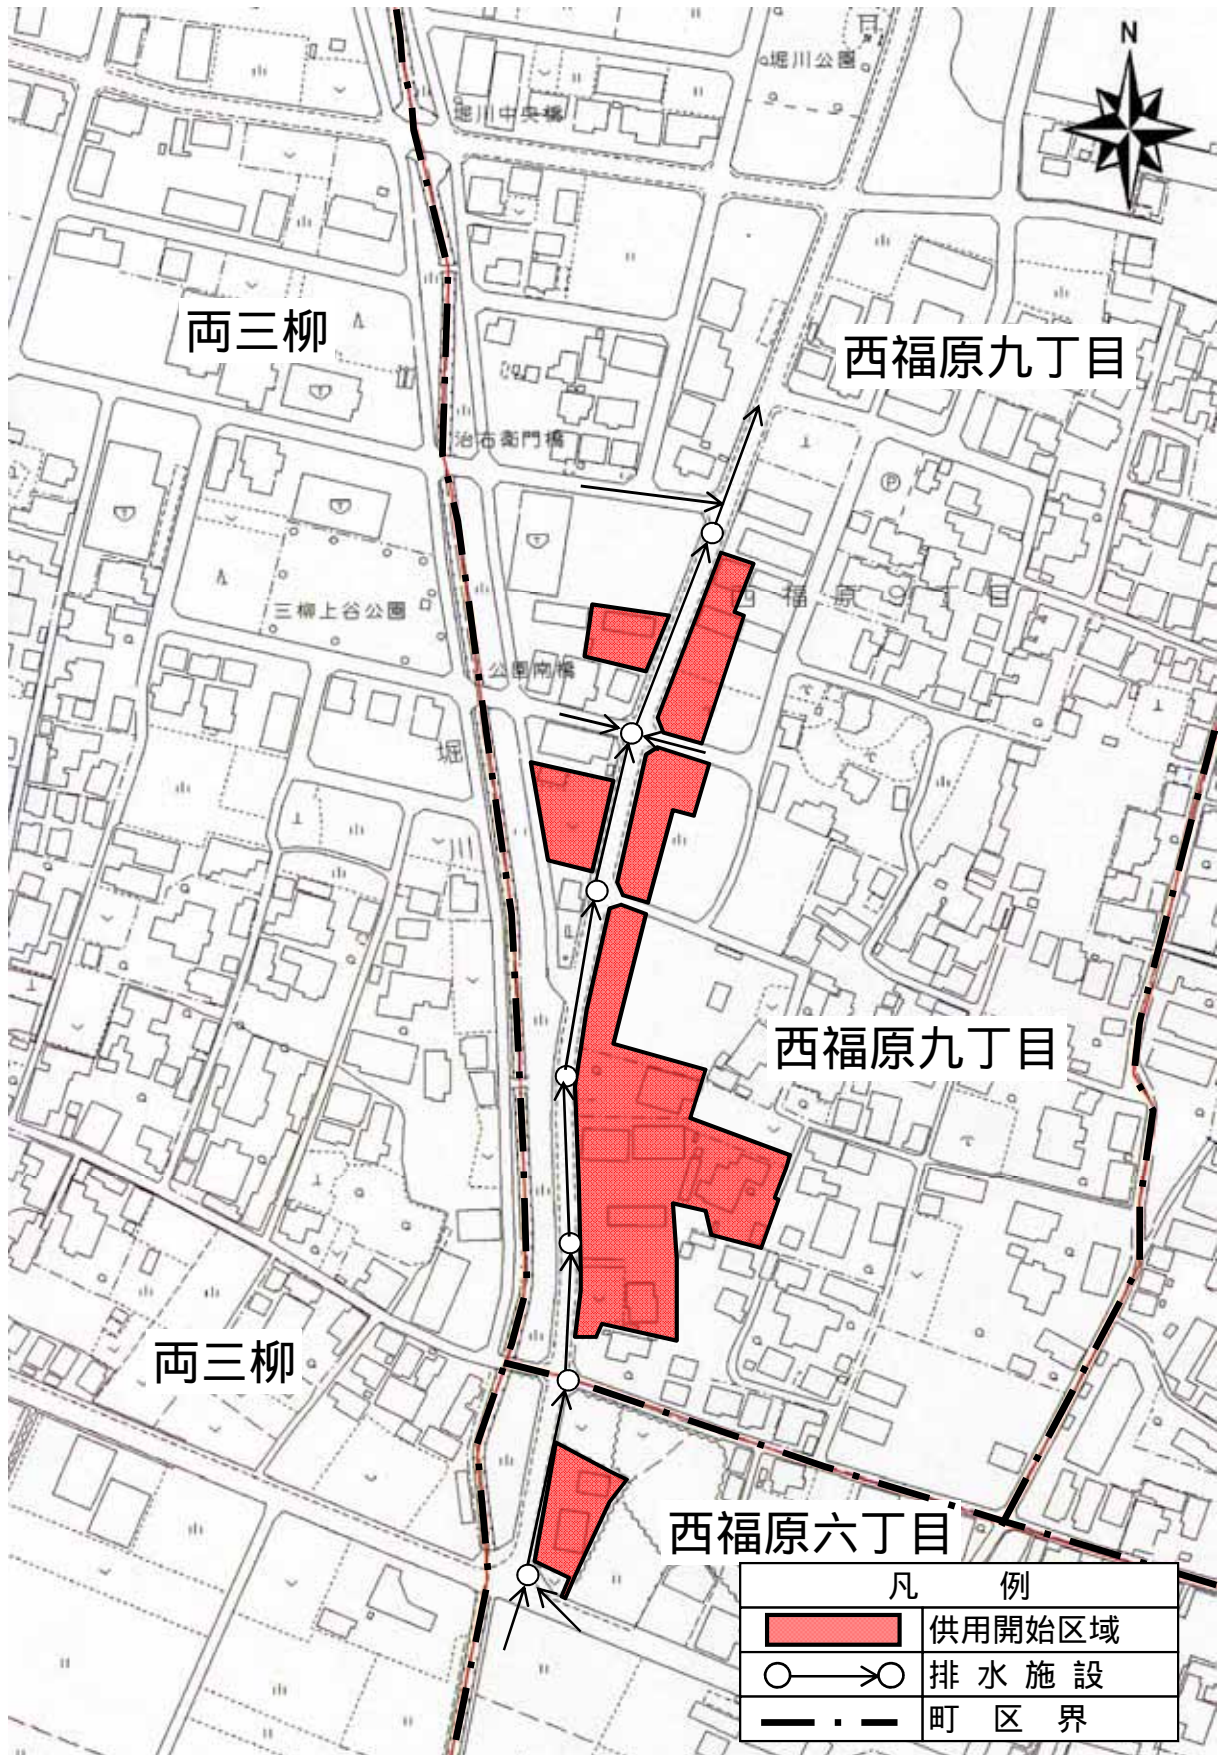 N
堀川公園
堀川中央橋
両三柳
西福原九丁目
治右衛門橋
P
西福原9丁目
三柳上谷公園
公園南橋
堀
川
西福原九丁目
両三柳
西福原六丁目
凡 例
供用開始区域
排水施設
町区界